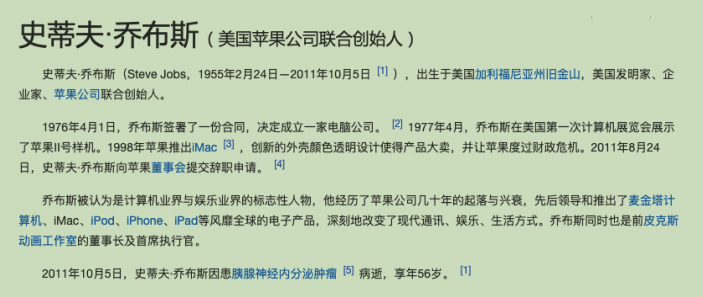 史蒂夫·乔布斯（美国苹果公司联合创始人）
史蒂夫·乔布斯（Steve Jobs，1955年2月24日—2011年10月5日 [1] ），出生于美国加利福尼亚州旧金山，美国发明家、企
业家、苹果公司联合创始人。
1976年4月1日，乔布斯签署了一份合同，决定成立一家电脑公司。 [2] 1977年4月，乔布斯在美国第一次计算机展览会展示
了苹果II号样机。1998年苹果推出iMac [3] ，创新的外壳颜色透明设计使得产品大卖，并让苹果度过财政危机。2011年8月24
日，史蒂夫·乔布斯向苹果董事会提交辞职申请。 [4]
乔布斯被认为是计算机业界与娱乐业界的标志性人物，他经历了苹果公司几十年的起落与兴衰，先后领导和推出了麦金塔计
算机、iMac、iPod、iPhone、iPad等风靡全球的电子产品，深刻地改变了现代通讯、娱乐、生活方式。乔布斯同时也是前皮克斯
动画工作室的董事长及首席执行官。
2011年10月5日，史蒂夫·乔布斯因患胰腺神经内分泌肿瘤 [5] 病逝，享年56岁。 [1]